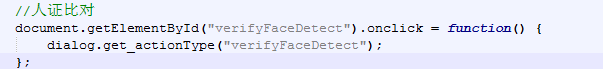 //人证比对
document.getElementById("verifyFaceDetect").onclick = function() {
    dialog.get_actionType("verifyFaceDetect");
};